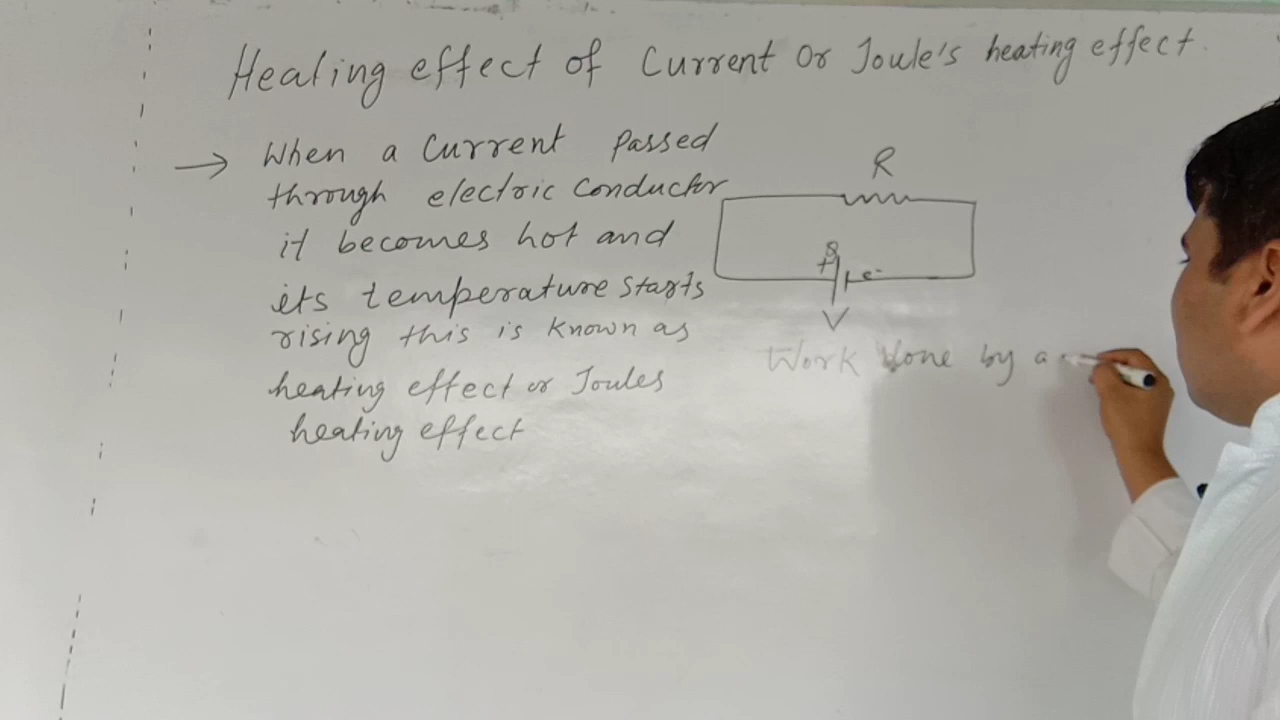 Heating effect of Current Or Joule's heating effect.
→ When a Current Passed
through electric Conductor
it becomes hot and
its temperature starts
rising this is known as
heating effect or Joules
heating effect
R
+ e-
V
Work done by a